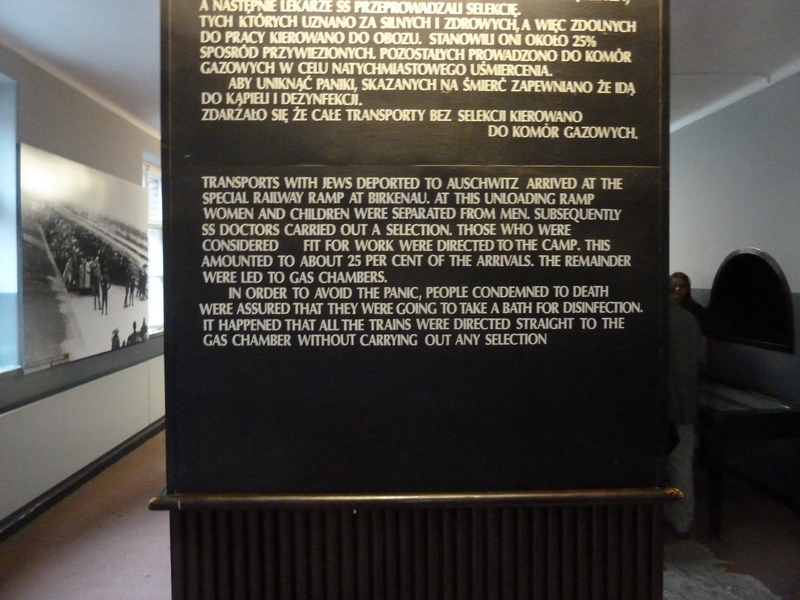 A NASTĘPNIE LEKARZE SS PRZEPROWADZALI SELEKCJĘ.
TYCH KTÓRYCH UZNANO ZA SILNYCH I ZDROWYCH, A WIĘC ZDOLNYCH
DO PRACY KIEROWANO DO OBOZU. STANOWILI ONI OKOŁO 25%
SPOŚRÓD PRZYWIEZIONYCH. POZOSTAŁYCH PROWADZONO DO KOMÓR
GAZOWYCH W CELU NATYCHMIASTOWEGO UŚMIERCENIA.
ABY UNIKNĄĆ PANIKI, SKAZANYCH NA ŚMIERĆ ZAPEWNIANO ŻE IDĄ
DO KĄPIELI I DEZYNFEKCJI.
ZDARZAŁO SIĘ ŻE CAŁE TRANSPORTY BEZ SELEKCJI KIEROWANO
DO KOMÓR GAZOWYCH.
TRANSPORTS WITH JEWS DEPORTED TO AUSCHWITZ ARRIVED AT THE
SPECIAL RAILWAY RAMP AT BIRKENAU. AT THIS UNLOADING RAMP
WOMEN AND CHILDREN WERE SEPARATED FROM MEN. SUBSEQUENTLY
SS DOCTORS CARRIED OUT A SELECTION. THOSE WHO WERE
CONSIDERED FIT FOR WORK WERE DIRECTED TO THE CAMP. THIS
AMOUNTED TO ABOUT 25 PER CENT OF THE ARRIVALS. THE REMAINDER
WERE LED TO GAS CHAMBERS.
IN ORDER TO AVOID THE PANIC, PEOPLE CONDEMNED TO DEATH
WERE ASSURED THAT THEY WERE GOING TO TAKE A BATH FOR DISINFECTION.
IT HAPPENED THAT ALL THE TRAINS WERE DIRECTED STRAIGHT TO THE
GAS CHAMBER WITHOUT CARRYING OUT ANY SELECTION